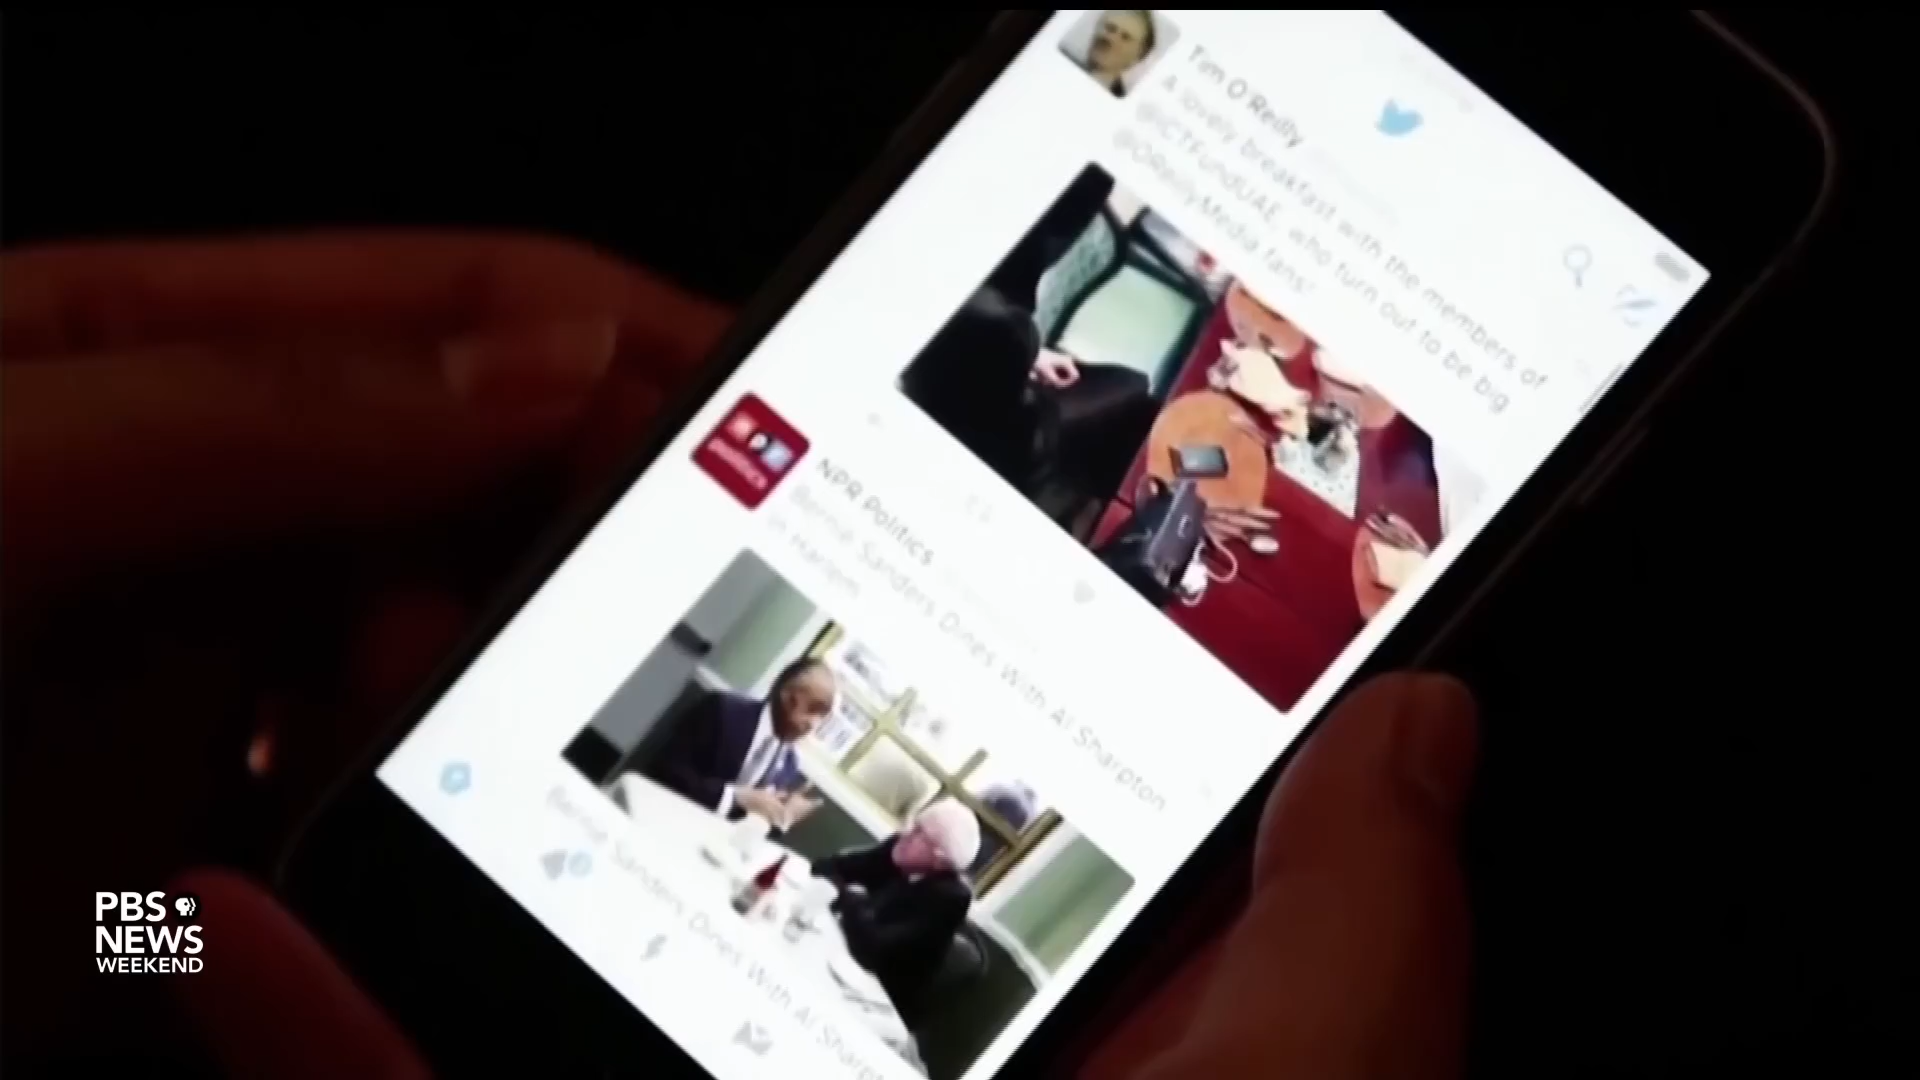 Tim O'Reilly
A lovely breakfast with the members of
@ICTFundUAE, who turn out to be big
@OReillyMedia fans!
NPR Politics
Bernie Sanders Dines With Al Sharpton
in Harlem
Bernie Sanders Dines With Al Sharpt
PBS
NEWS
WEEKEND